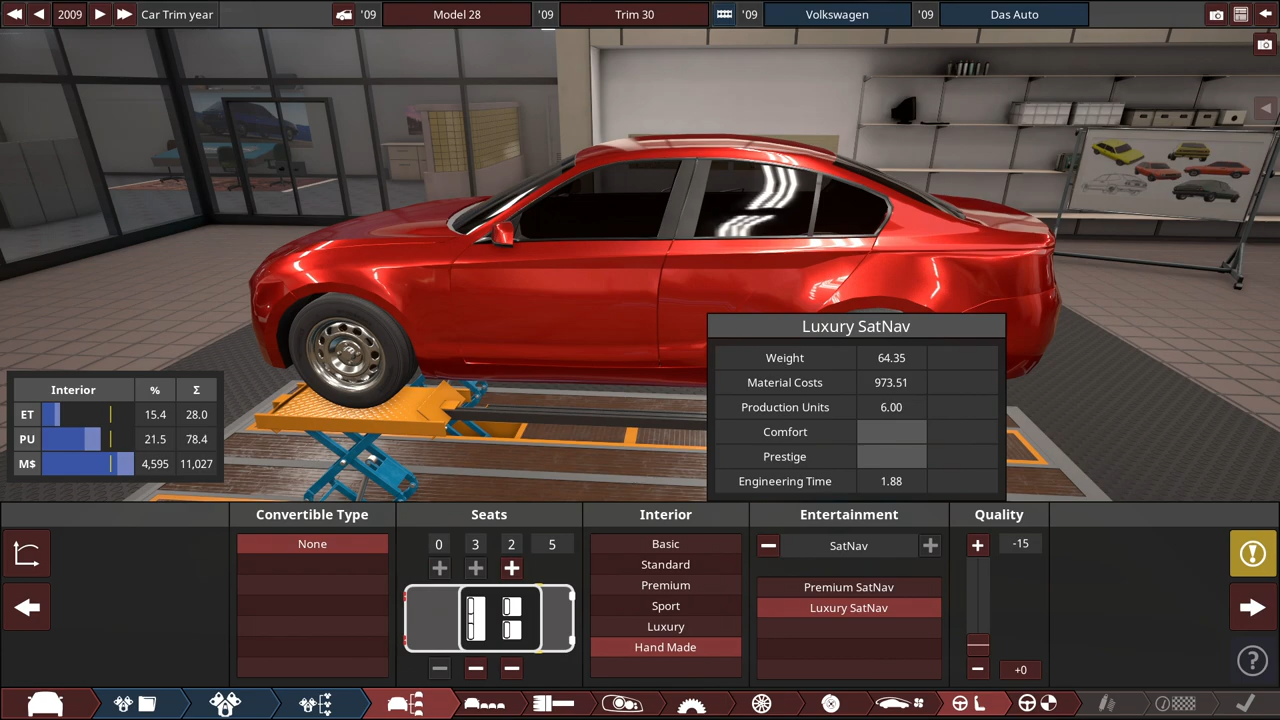 2009 Car Trim year '09 Model 28 '09 Trim 30 '09 Volkswagen '09 Das Auto
Luxury SatNav
Weight 64.35
Material Costs 973.51
Production Units 6.00
Comfort
Prestige
Engineering Time 1.88
Interior % Σ
ET 15.4 28.0
PU 21.5 78.4
M$ 4,595 11,027
Convertible Type Seats Interior Entertainment Quality
None
0 3 2 5
Basic
Standard
Premium
Sport
Luxury
Hand Made
SatNav
Premium SatNav
Luxury SatNav
-15
+0